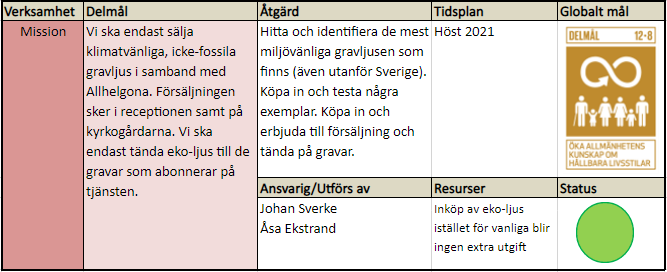 Verksamhet Delmål Åtgärd Tidsplan Globalt mål
Mission
Vi ska endast sälja
klimatvänliga, icke-fossila
gravljus i samband med
Allhelgona. Försäljningen
sker i receptionen samt på
kyrkogårdarna. Vi ska
endast tända eko-ljus till de
gravar som abonnerar på
tjänsten.
Hitta och identifiera de mest
miljövänliga gravljusen som
finns (även utanför Sverige).
Köpa in och testa några
exemplar. Köpa in och
erbjuda till försäljning och
tända på gravar.
Höst 2021
DELMÅL 12·8
ÖKA ALLMÄNHETENS
KUNSKAP OM
HÅLLBARA LIVSSTILAR
Ansvarig/Utförs av Resurser Status
Johan Sverke
Åsa Ekstrand
Inköp av eko-ljus
istället för vanliga blir
ingen extra utgift